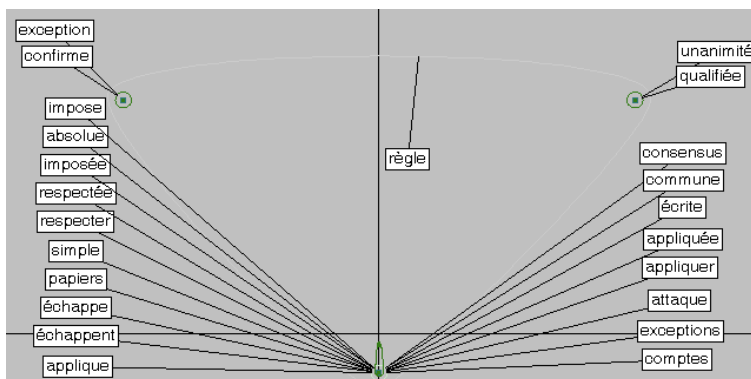 exception
confirme
impose
absolue
imposée
respectée
respecter
simple
papiers
échappe
échappent
applique
règle
unanimité
qualifiée
consensus
commune
écrite
appliquée
appliquer
attaque
exceptions
comptes